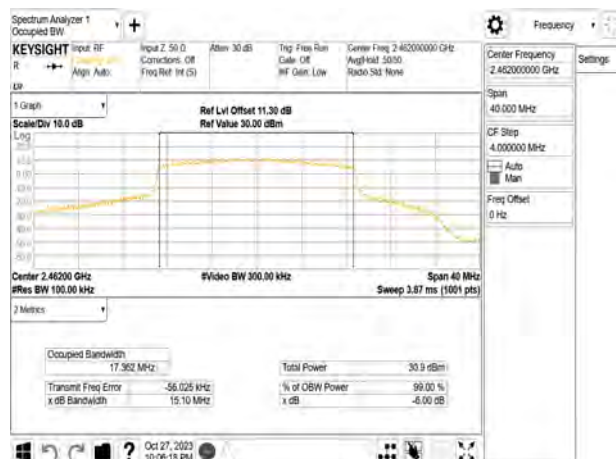 Spectrum Analyzer 1
Occupied BW
Frequency
KEYSIGHT
R
Input: RF
Align: Auto
Input Z: 50 Ω
Corrections: Off
Freq Ref: Int (S)
Atten: 30 dB
Trig: Free Run
Gate: Off
#IF Gain: Low
Center Freq: 2.462000000 GHz
Avg|Hold: 50/50
Radio Std: None
Center Frequency
2.462000000 GHz
Settings
Span
40.000 MHz
CF Step
4.000000 MHz
Auto
Man
Freq Offset
0 Hz
1 Graph
Scale/Div 10.0 dB
Ref Lvl Offset 11.30 dB
Ref Value 30.00 dBm
Log
Center 2.46200 GHz
#Res BW 100.00 kHz
#Video BW 300.00 kHz
Span 40 MHz
Sweep 3.87 ms (1001 pts)
2 Metrics
Occupied Bandwidth
17.362 MHz
Total Power 30.9 dBm
Transmit Freq Error -56.025 kHz
% of OBW Power 99.00 %
x dB Bandwidth 15.10 MHz
x dB -6.00 dB
?
Oct 27, 2023
10:06:18 PM